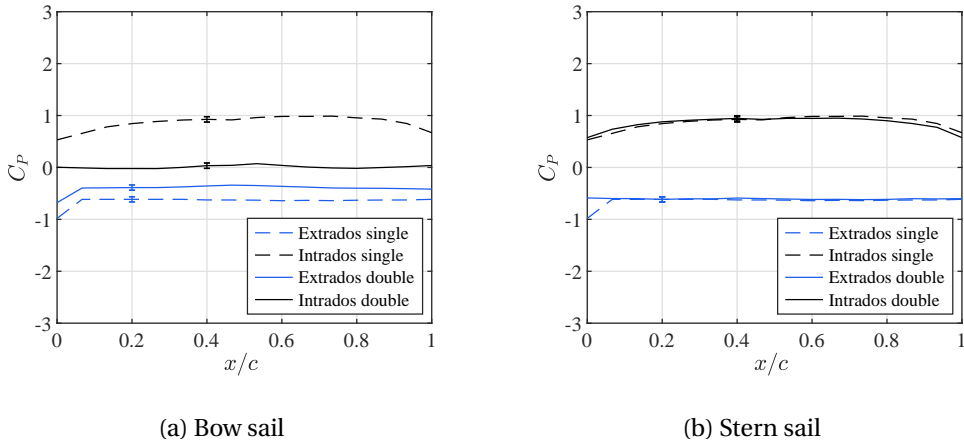 3
2
1
0
-1
-2
-3
C_P
0
0.2
0.4
0.6
0.8
1
x/c
Extrados single
Intrados single
Extrados double
Intrados double
(a) Bow sail
3
2
1
0
-1
-2
-3
C_P
0
0.2
0.4
0.6
0.8
1
x/c
Extrados single
Intrados single
Extrados double
Intrados double
(b) Stern sail